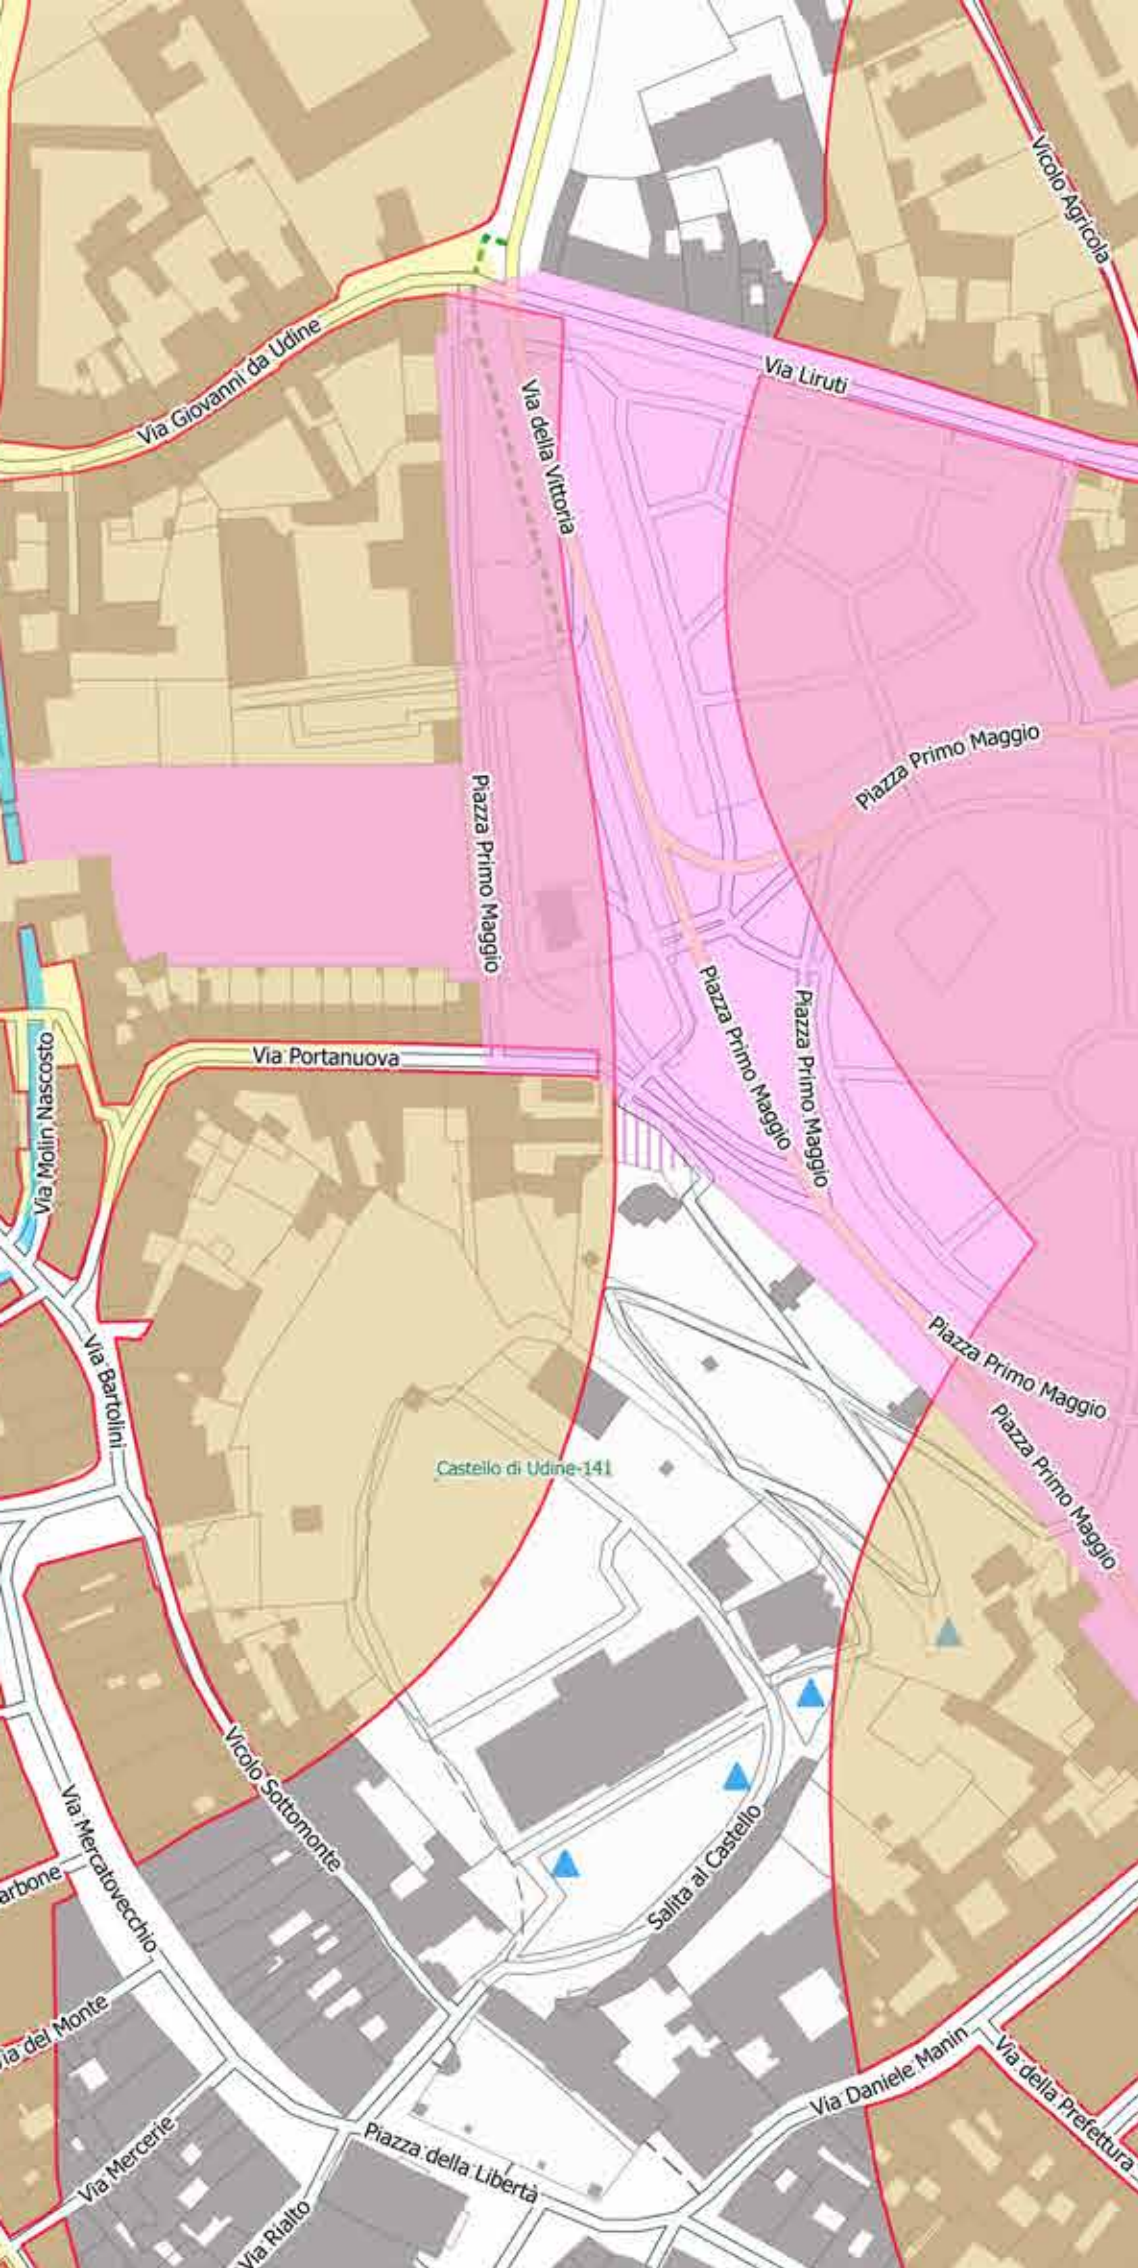 Vicolo Agricola
Via Giovanni da Udine
Via Liruti
Via della Vittoria
Piazza Primo Maggio
Piazza Primo Maggio
Piazza Primo Maggio
Piazza Primo Maggio
Via Portanuova
Via Molin Nascosto
Piazza Primo Maggio
Via Bartolini
Piazza Primo Maggio
Castello di Udine-141
Vicolo Sottomonte
Via Mercatovecchio
Salita al Castello
arbone
ia del Monte
Via Daniele Manin
Via della Prefettura
Via Mercerie
Piazza della Libertà
Via Rialto